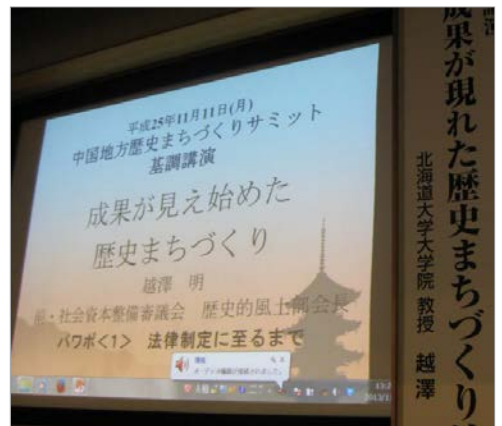 平成25年11月11日(月)
中国地方歴史まちづくりサミット
基調講演
成果が見え始めた
歴史まちづくり
越澤 明
前・社会資本整備審議会 歴史的風土部会長
パワポ<1> 法律制定に至るまで
成果が現れた歴史まちづくり
北海道大学大学院 教授 越澤